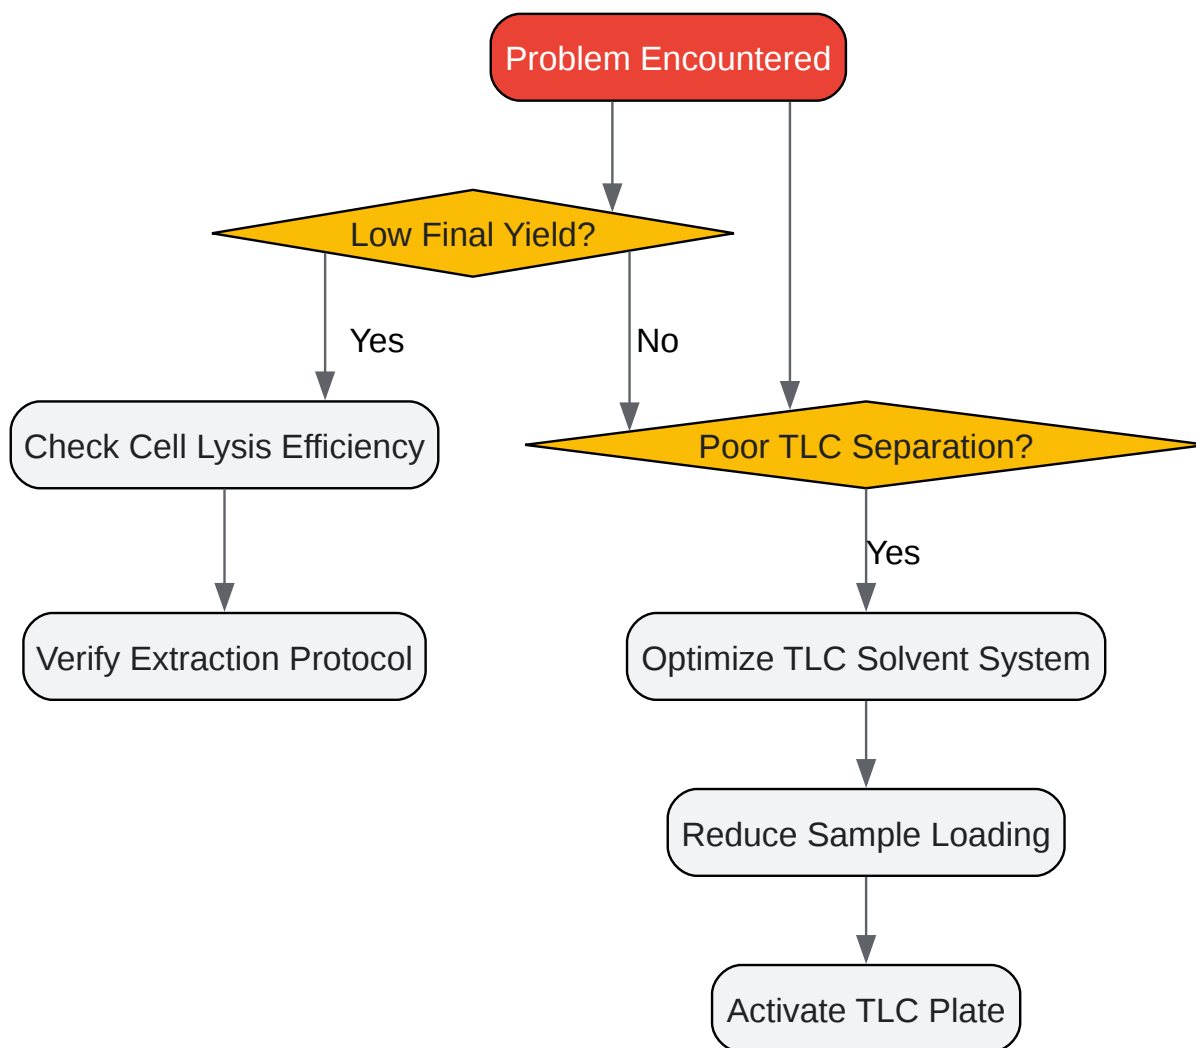 Problem Encountered
Low Final Yield?
Yes
No
Check Cell Lysis Efficiency
Poor TLC Separation?
Yes
Verify Extraction Protocol
Optimize TLC Solvent System
Reduce Sample Loading
Activate TLC Plate